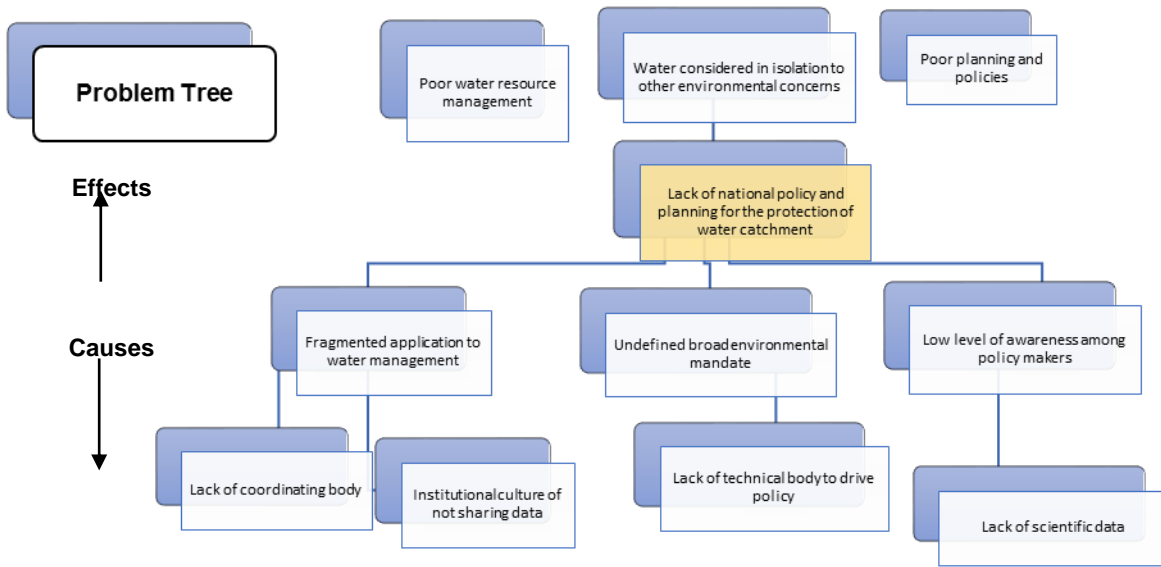 Problem Tree
Poor water resource
management
Water considered in isolation to
other environmental concerns
Poor planning and
policies
Effects
Lack of national policy and
planning for the protection of
water catchment
Causes
Fragmented application to
water management
Undefined broad environmental
mandate
Low level of awareness among
policy makers
Lack of coordinating body
Institutional culture of
not sharing data
Lack of technical body to drive
policy
Lack of scientific data